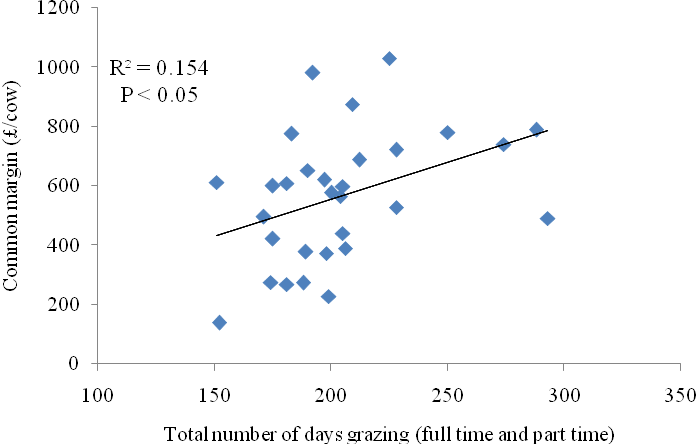 1200
1000
800
600
400
200
0
R² = 0.154
P < 0.05
Common margin (£/cow)
100 150 200 250 300 350
Total number of days grazing (full time and part time)